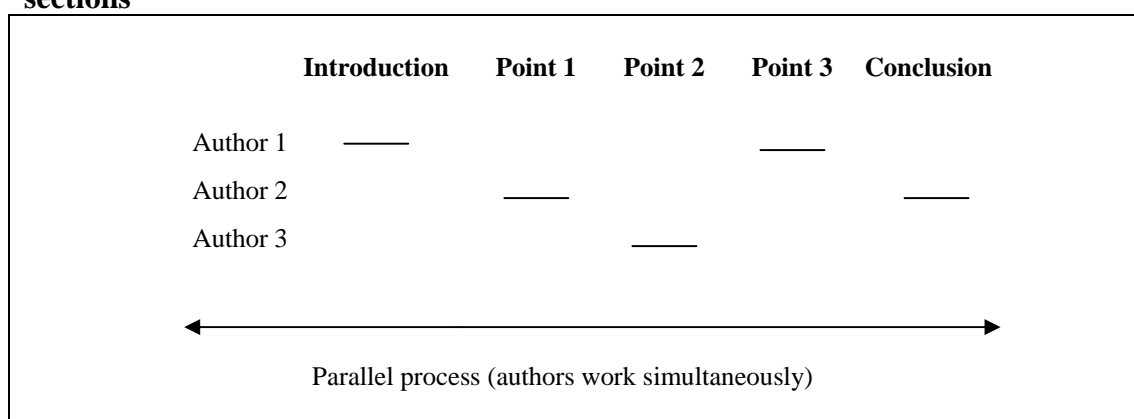 sections
Introduction Point 1 Point 2 Point 3 Conclusion
Author 1
Author 2
Author 3
Parallel process (authors work simultaneously)